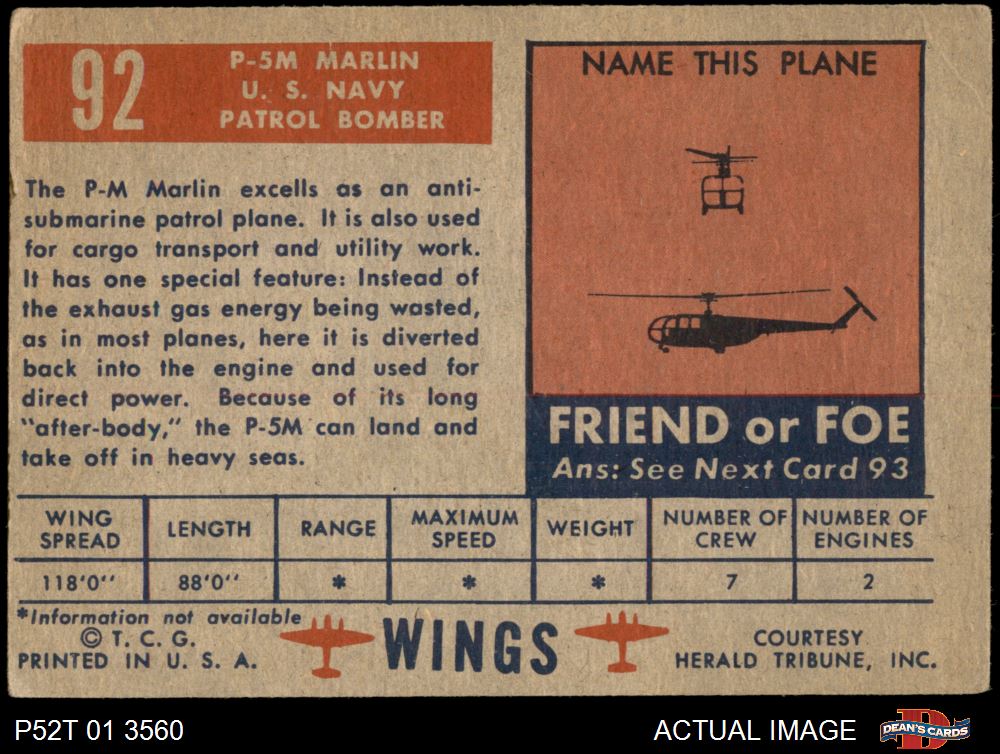 92
P-5M MARLIN
U. S. NAVY
PATROL BOMBER
The P-M Marlin excells as an anti-
submarine patrol plane. It is also used
for cargo transport and utility work.
It has one special feature: Instead of
the exhaust gas energy being wasted,
as in most planes, here it is diverted
back into the engine and used for
direct power. Because of its long
"after-body," the P-5M can land and
take off in heavy seas.
NAME THIS PLANE
FRIEND or FOE
Ans: See Next Card 93
WING SPREAD LENGTH RANGE MAXIMUM SPEED WEIGHT NUMBER OF CREW NUMBER OF ENGINES
118'0'' 88'0'' * * * 7 2
*Information not available
© T. C. G.
PRINTED IN U. S. A.
WINGS
COURTESY
HERALD TRIBUNE, INC.
P52T 01 3560
ACTUAL IMAGE
D
DEAN'S CARDS